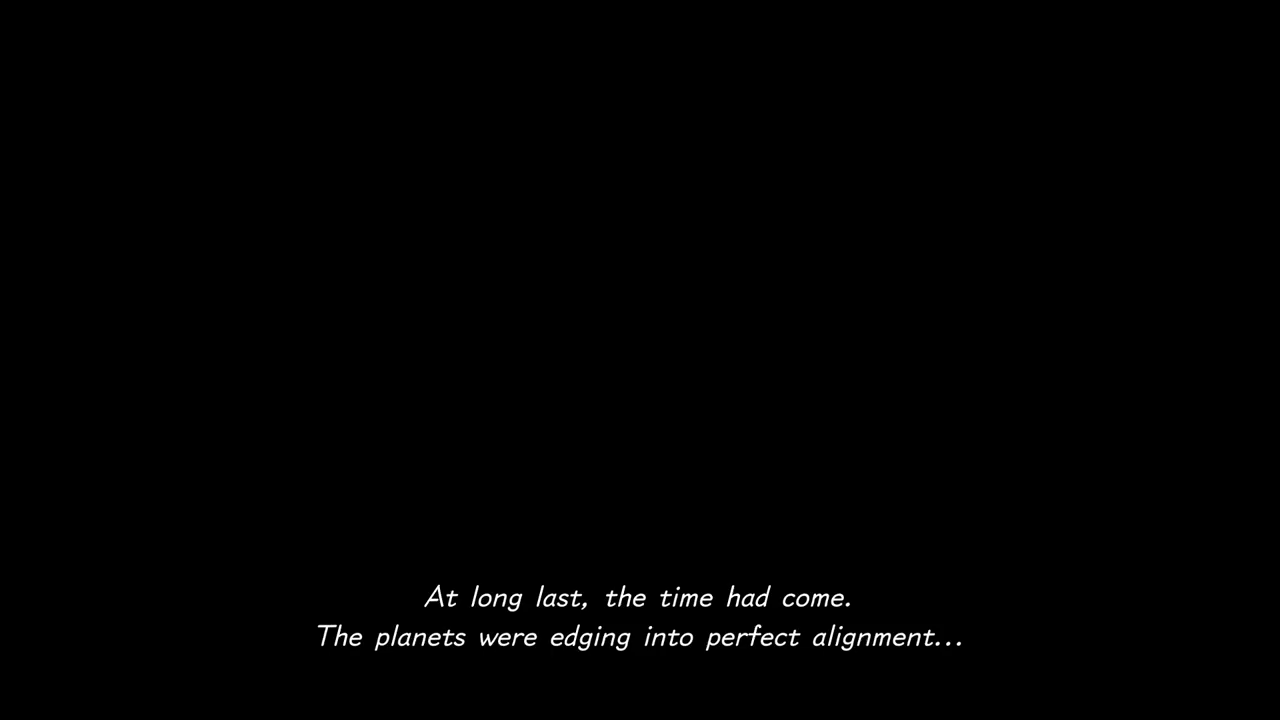 At long last, the time had come.
The planets were edging into perfect alignment...